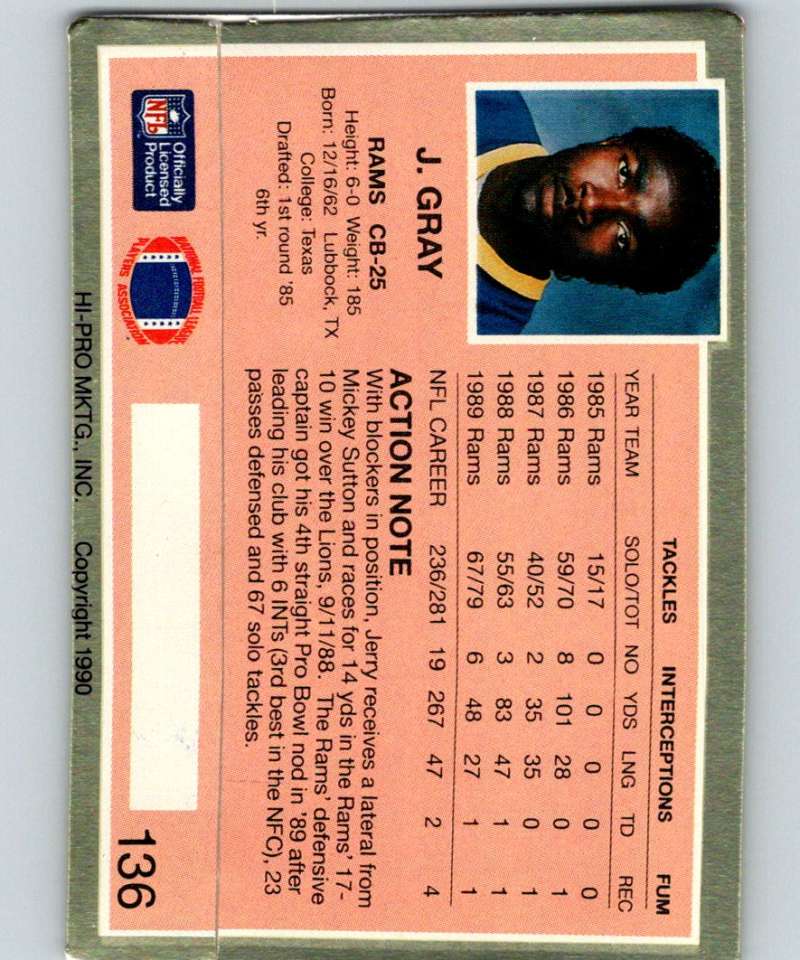 J. GRAY
RAMS CB-25
Height: 6-0 Weight: 185
Born: 12/16/62 Lubbock, TX
College: Texas
Drafted: 1st round '85
6th yr.
TACKLES INTERCEPTIONS FUM
YEAR TEAM SOLO/TOT NO YDS LNG TD REC
1985 Rams 15/17 0 0 0 0 0
1986 Rams 59/70 8 101 28 0 1
1987 Rams 40/52 2 35 35 0 1
1988 Rams 55/63 3 83 47 1 1
1989 Rams 67/79 6 48 27 1 1
NFL CAREER 236/281 19 267 47 2 4
ACTION NOTE
With blockers in position, Jerry receives a lateral from
Mickey Sutton and races for 14 yds in the Rams' 17-
10 win over the Lions, 9/11/88. The Rams' defensive
captain got his 4th straight Pro Bowl nod in '89 after
leading his club with 6 INTs (3rd best in the NFC), 23
passes defensed and 67 solo tackles.
NFL
Officially
Licensed
Product
NATIONAL FOOTBALL LEAGUE
PLAYERS ASSOCIATION
136
HI-PRO MKTG., INC. Copyright 1990